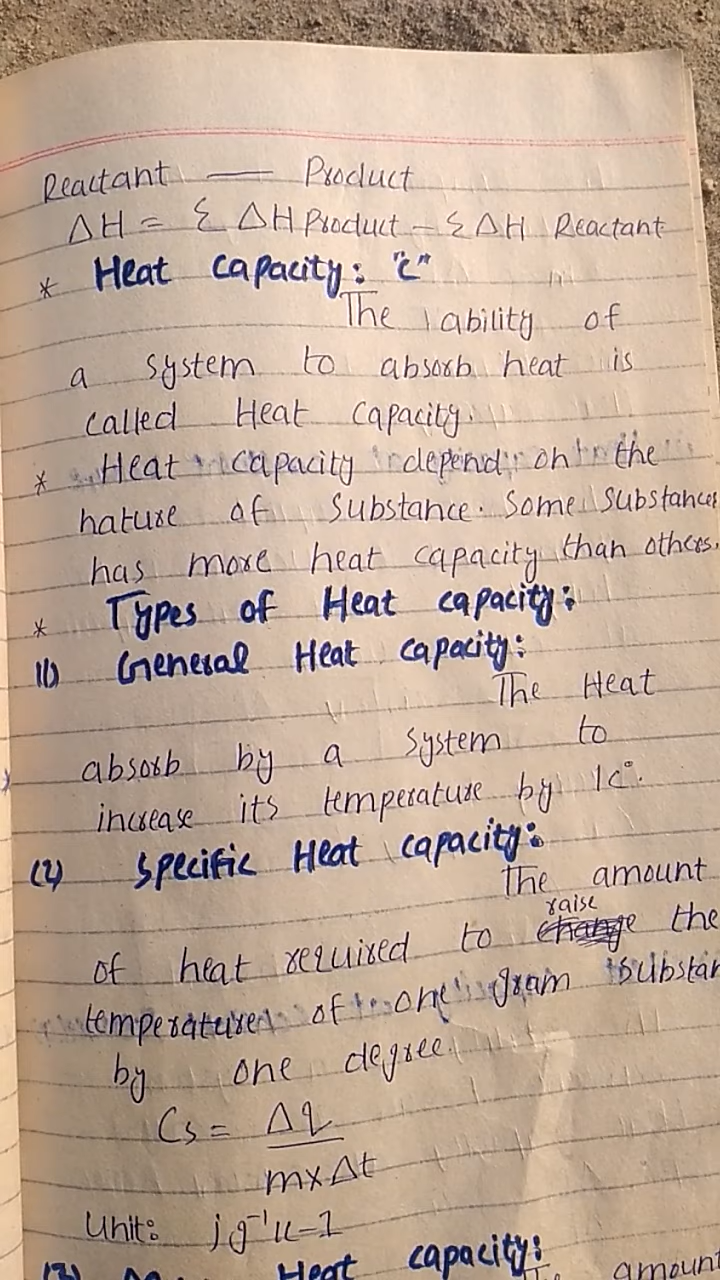 Reactant — Product
ΔH = Σ ΔH Product - Σ ΔH Reactant
* Heat capacity: "C"
The ability of
a system to absorb heat is
called Heat capacity.
* Heat capacity depend on the
nature of Substance. Some Substances
has more heat capacity than others.
* Types of Heat capacity:
(1) General Heat capacity:
The Heat
absorb by a system to
increase its temperature by 1c°.
(2) Specific Heat capacity:
The amount
raise
of heat required to change the
temperature of one gram Substan
by one degree.
Cs = Δq
m×Δt
Unit: jg⁻¹k-1
(3) Heat capacity:
amount